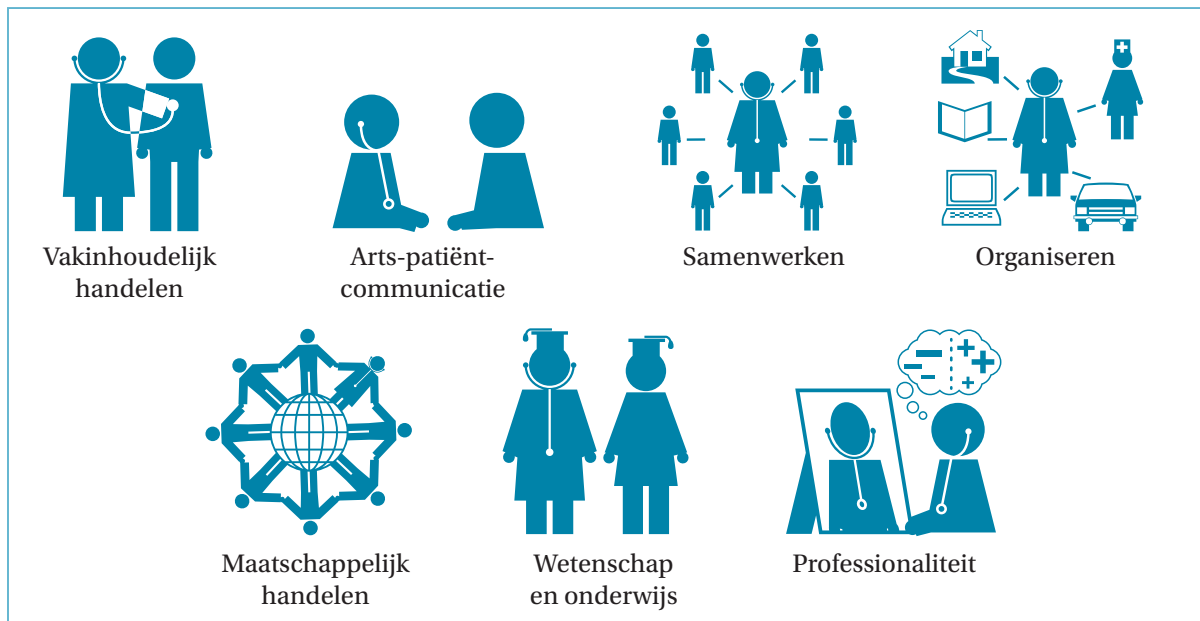 Vakinhoudelijk
handelen
Arts-patiënt-
communicatie
Samenwerken
Organiseren
Maatschappelijk
handelen
Wetenschap
en onderwijs
Professionaliteit